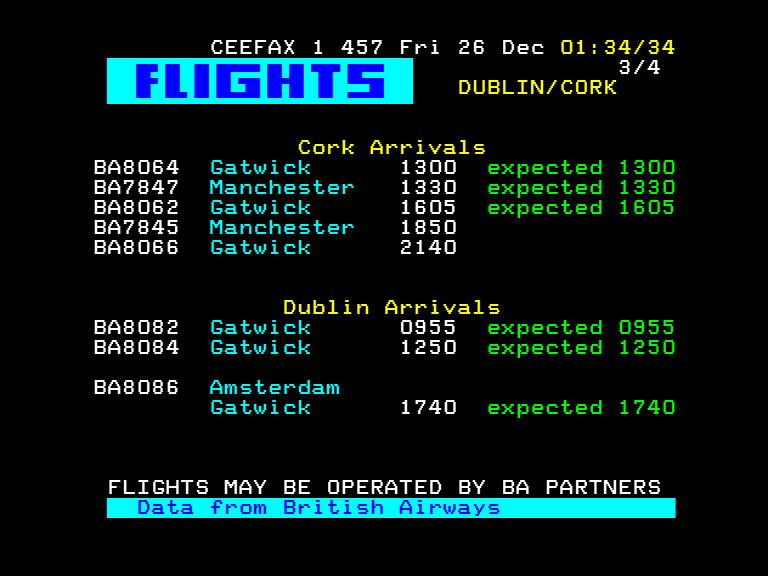 CEEFAX 1 457 Fri 26 Dec 01:34/34
3/4
FLIGHTS
DUBLIN/CORK
Cork Arrivals
BA8064 Gatwick 1300 expected 1300
BA7847 Manchester 1330 expected 1330
BA8062 Gatwick 1605 expected 1605
BA7845 Manchester 1850
BA8066 Gatwick 2140
Dublin Arrivals
BA8082 Gatwick 0955 expected 0955
BA8084 Gatwick 1250 expected 1250
BA8086 Amsterdam
Gatwick 1740 expected 1740
FLIGHTS MAY BE OPERATED BY BA PARTNERS
Data from British Airways